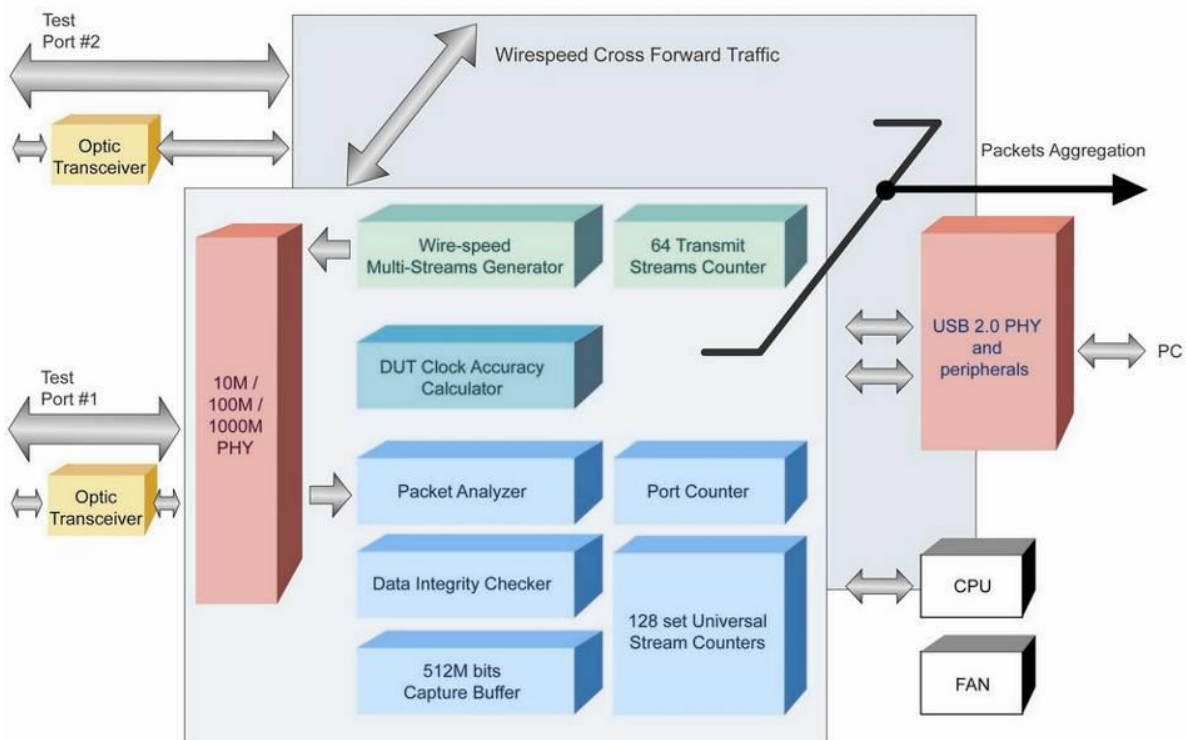 Test
Port #2
Wirespeed Cross Forward Traffic
Optic
Transceiver
Packets Aggregation
Wire-speed
Multi-Streams Generator
64 Transmit
Streams Counter
USB 2.0 PHY
and
peripherals
PC
DUT Clock Accuracy
Calculator
Test
Port #1
10M /
100M /
1000M
PHY
Packet Analyzer
Port Counter
Optic
Transceiver
Data Integrity Checker
128 set Universal
Stream Counters
CPU
512M bits
Capture Buffer
FAN